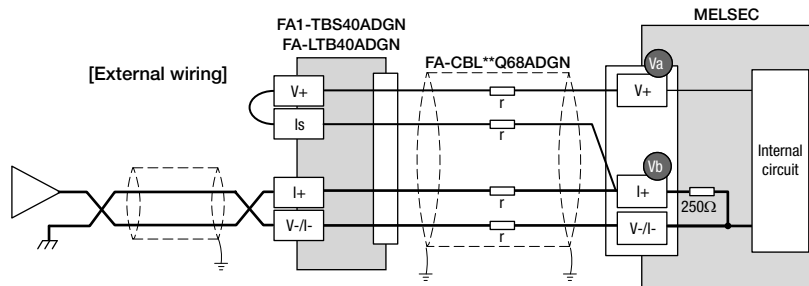 MELSEC
FA1-TBS40ADGN
FA-LTB40ADGN
FA-CBL**Q68ADGN
[External wiring]
Va
V+
r
V+
Is
r
Internal
circuit
Vb
I+
r
I+
250Ω
V-/I-
r
V-/I-